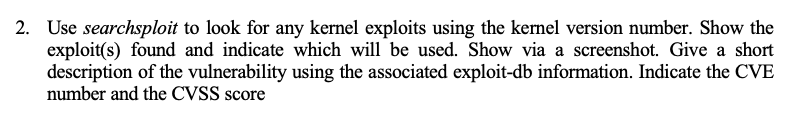 2. Use searchsploit to look for any kernel exploits using the kernel version number. Show the
exploit(s) found and indicate which will be used. Show via a screenshot. Give a short
description of the vulnerability using the associated exploit-db information. Indicate the CVE
number and the CVSS score